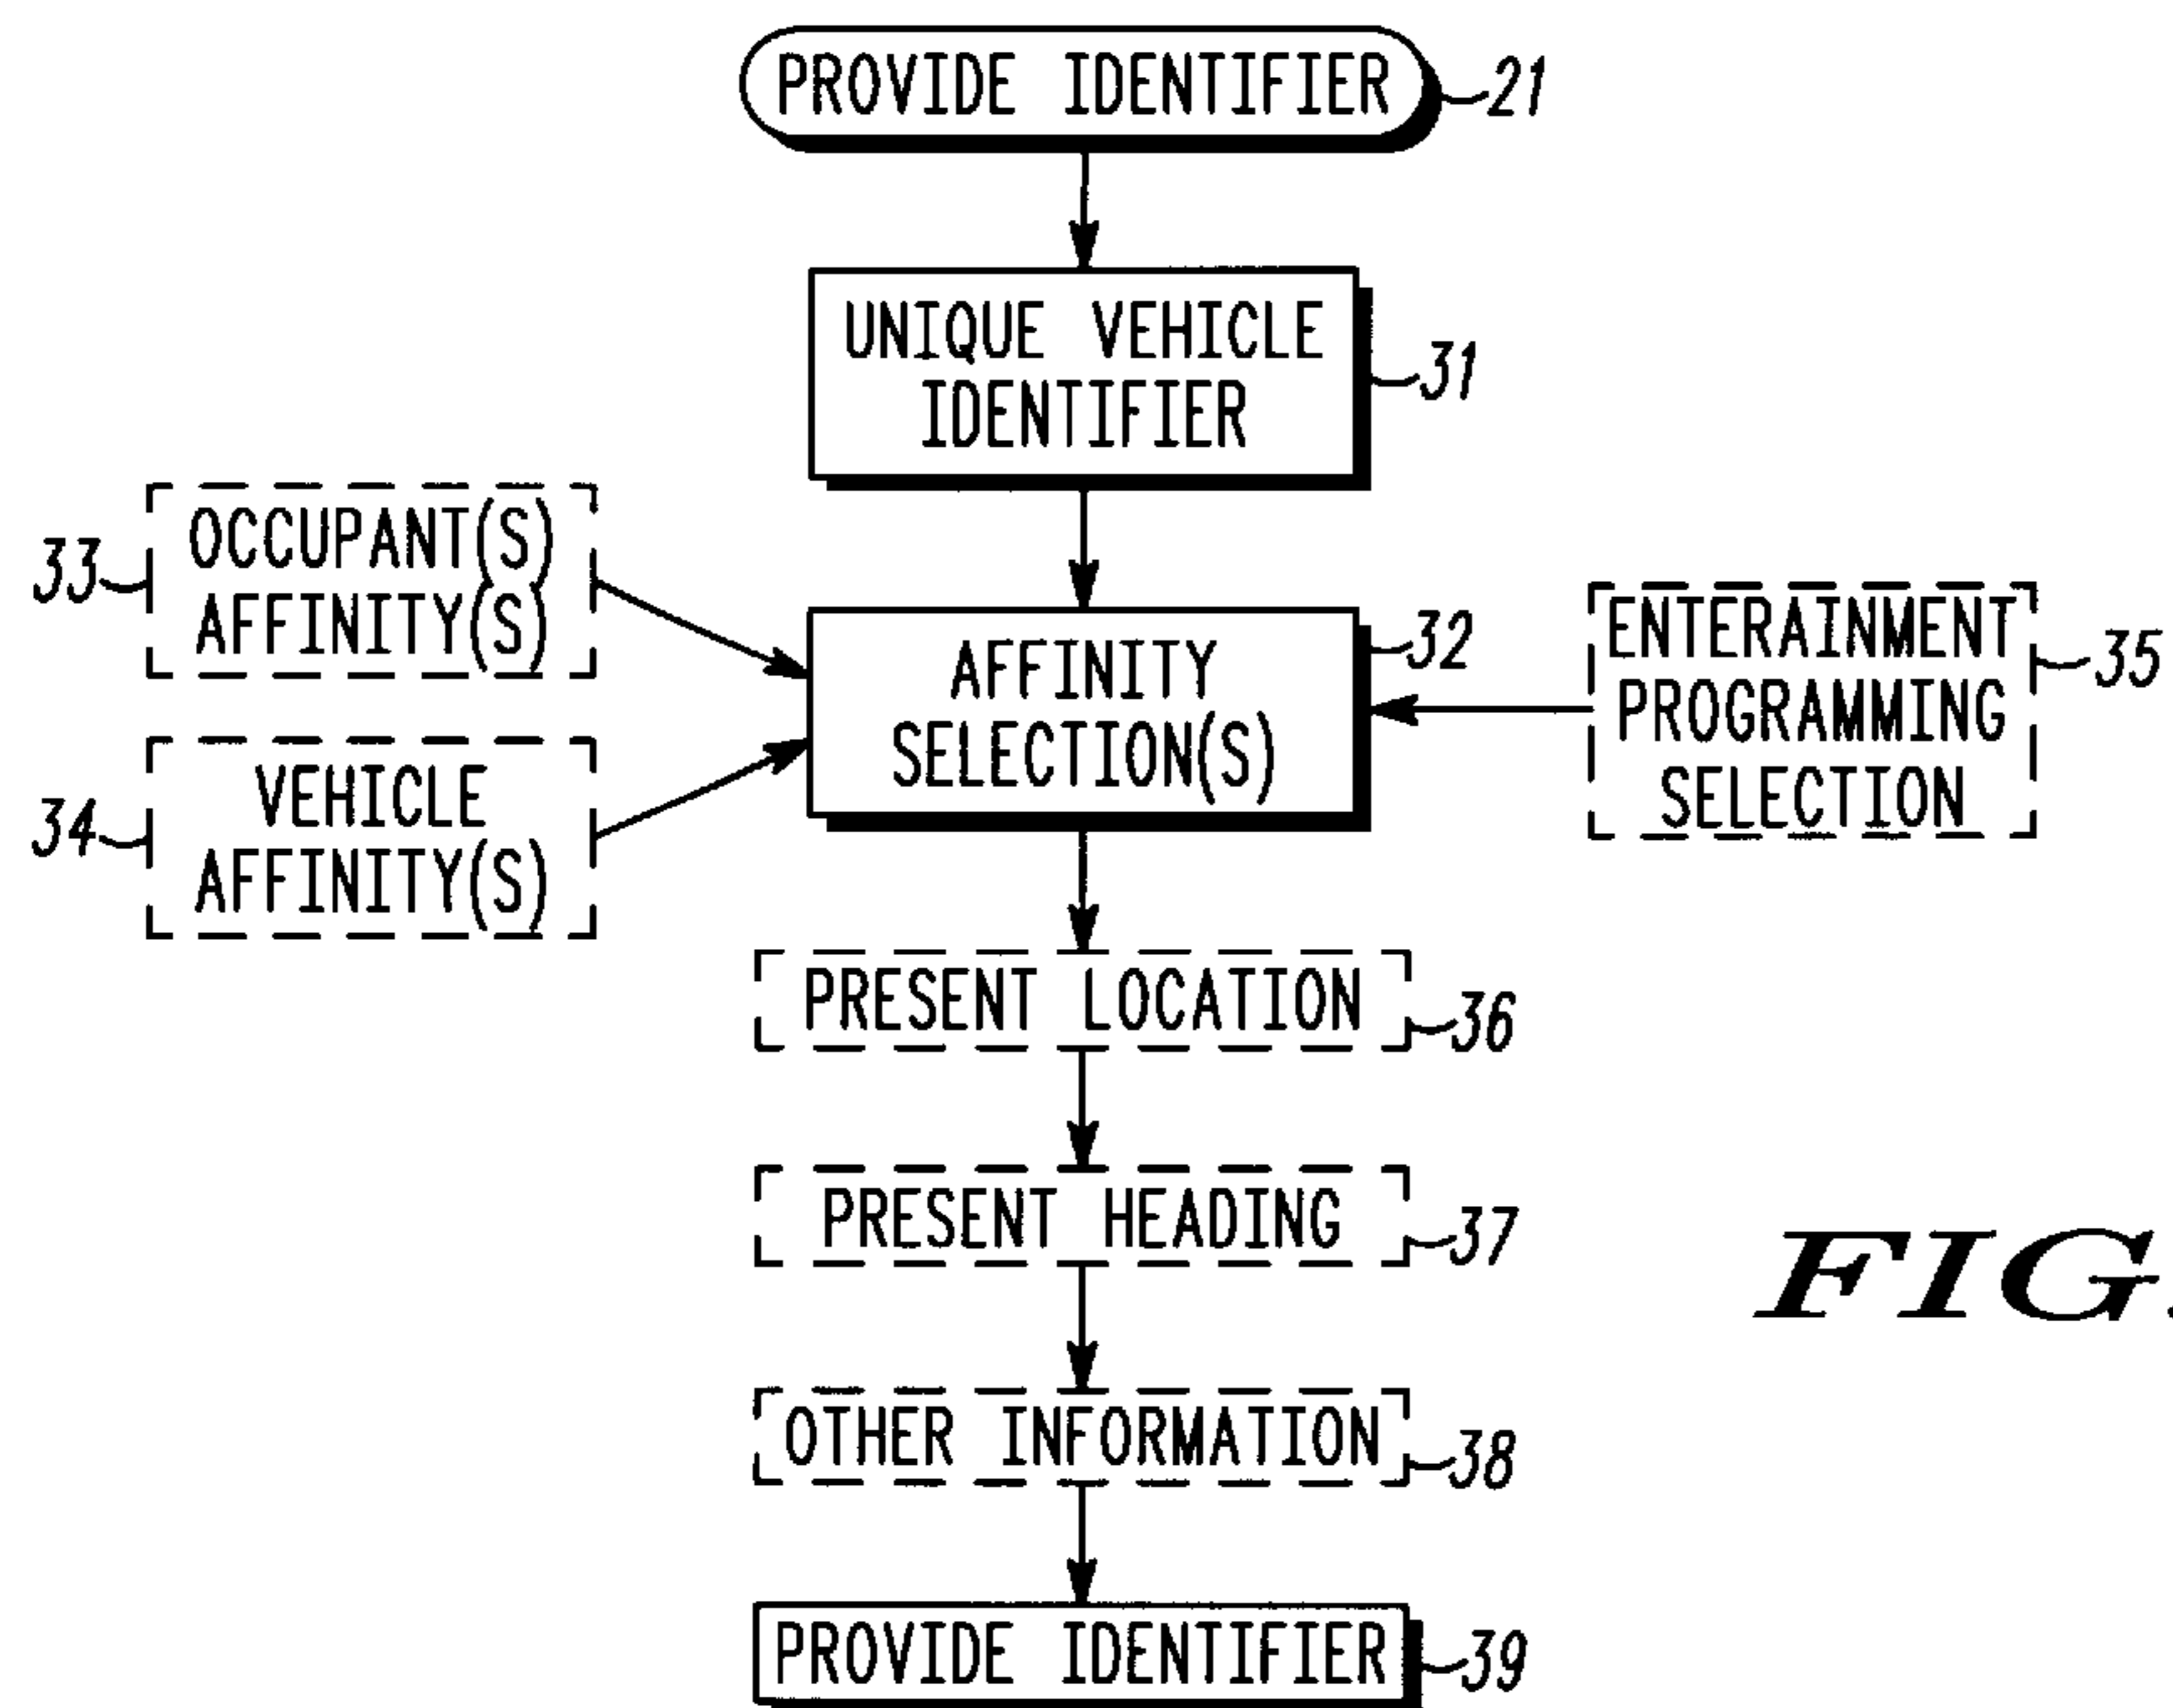 PROVIDE IDENTIFIER
21
UNIQUE VEHICLE
IDENTIFIER
31
33
OCCUPANT(S)
AFFINITY(S)
34
VEHICLE
AFFINITY(S)
AFFINITY
SELECTION(S)
32
ENTERAINMENT
PROGRAMMING
SELECTION
35
PRESENT LOCATION
36
PRESENT HEADING
37
FIG.
OTHER INFORMATION
38
PROVIDE IDENTIFIER
39